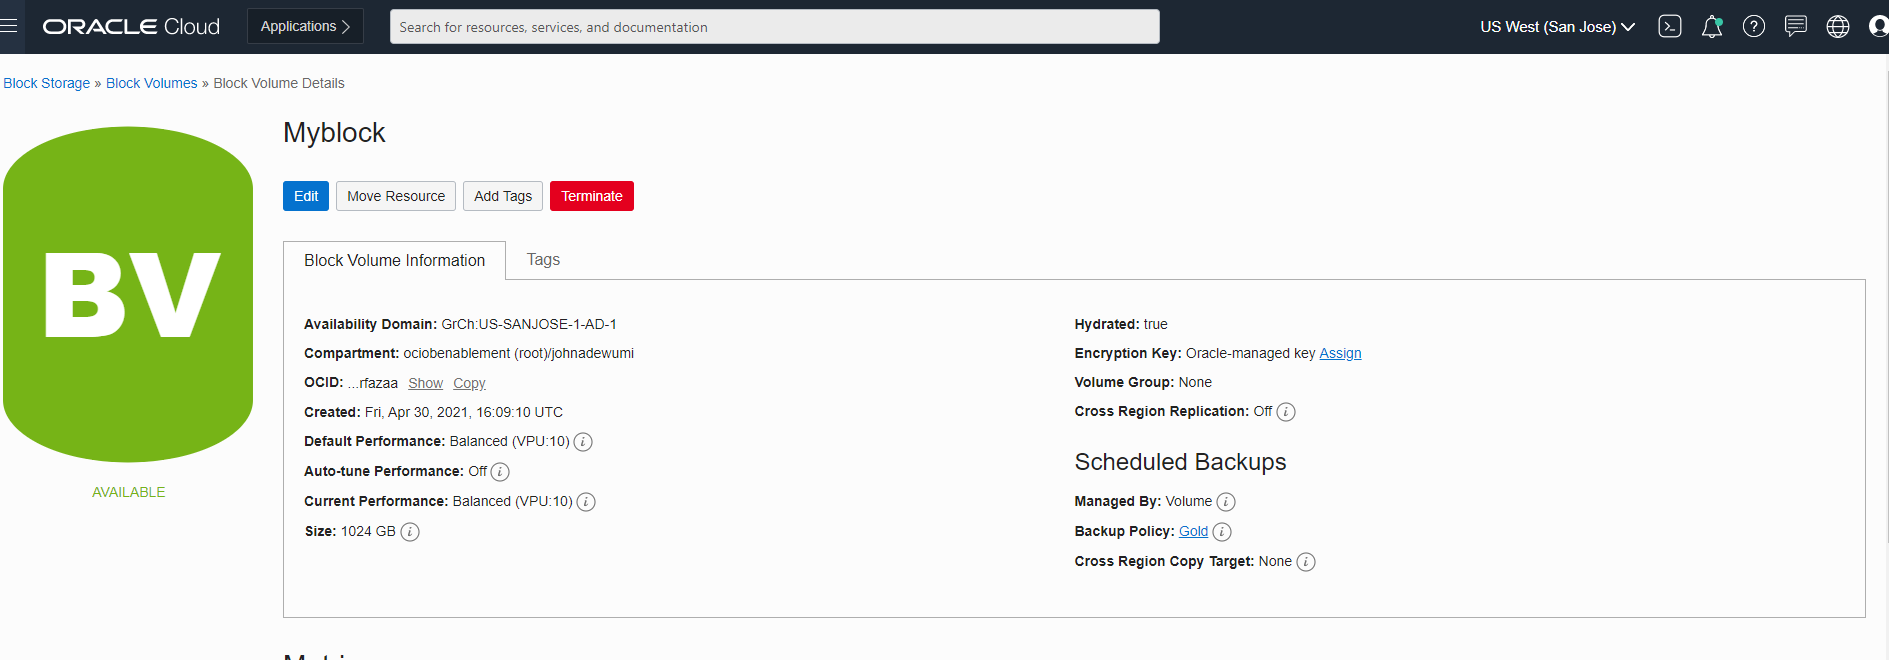 ORACLE Cloud Applications Search for resources, services, and documentation US West (San Jose)
Block Storage » Block Volumes » Block Volume Details
Myblock
Edit Move Resource Add Tags Terminate
BV
AVAILABLE
Block Volume Information Tags
Availability Domain: GrCh:US-SANJOSE-1-AD-1
Compartment: ociobenablement (root)/johnadewumi
OCID: ...rfazaa Show Copy
Created: Fri, Apr 30, 2021, 16:09:10 UTC
Default Performance: Balanced (VPU:10)
Auto-tune Performance: Off
Current Performance: Balanced (VPU:10)
Size: 1024 GB
Hydrated: true
Encryption Key: Oracle-managed key Assign
Volume Group: None
Cross Region Replication: Off
Scheduled Backups
Managed By: Volume
Backup Policy: Gold
Cross Region Copy Target: None